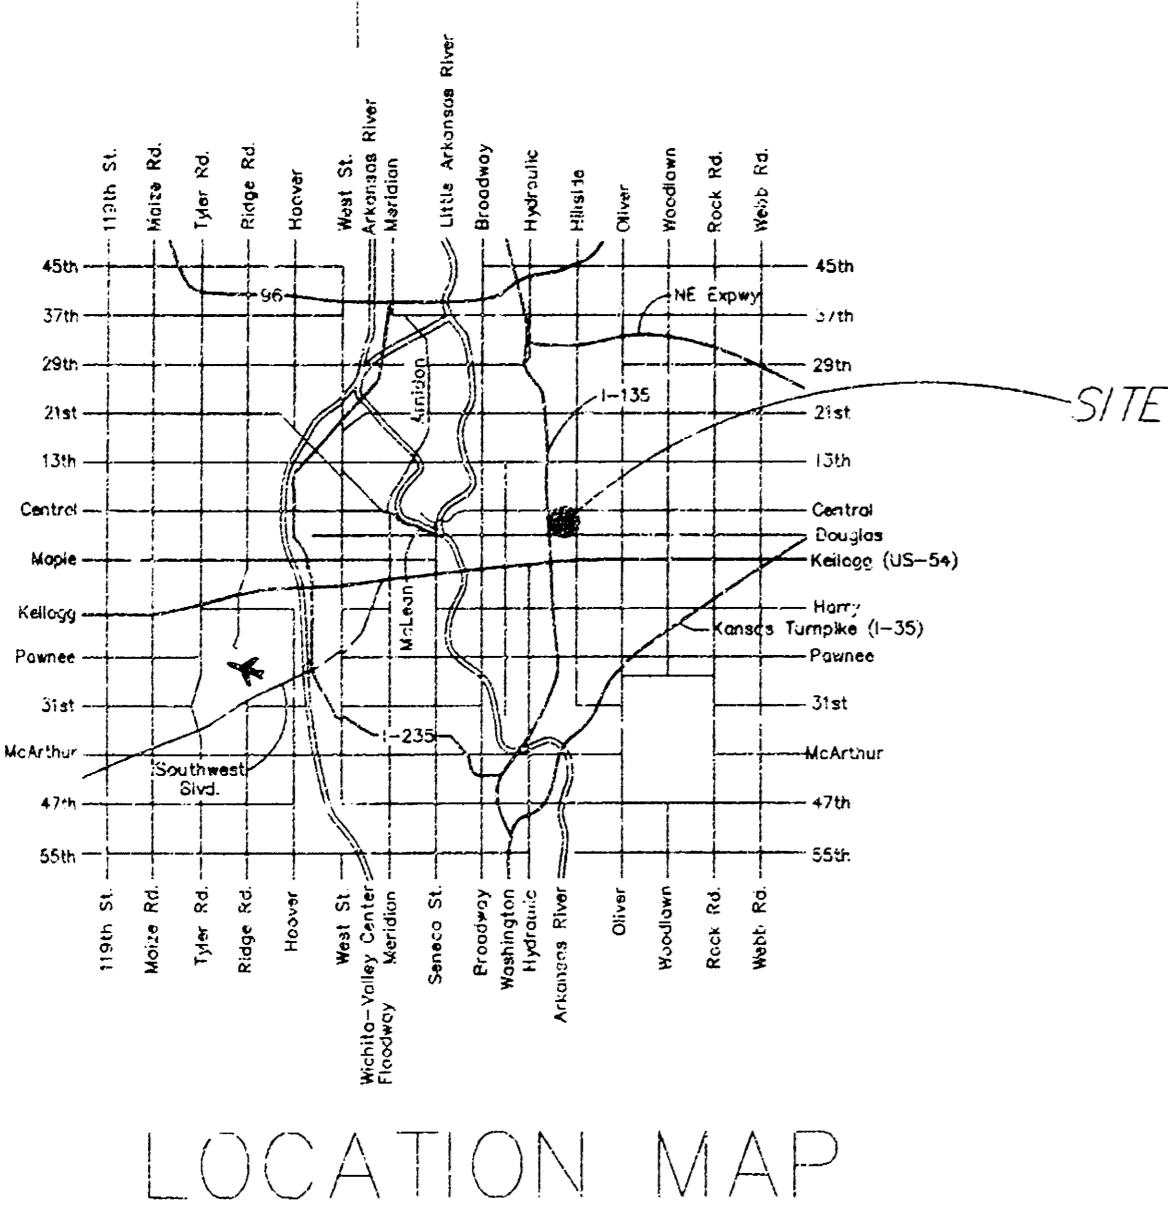 119th St.
Maize Rd.
Tyler Rd.
Ridge Rd.
Hoover
West St.
Arkansas River
Meridian
Little Arkansas River
Broadway
Hydraulic
Hillside
Oliver
Woodlawn
Rock Rd.
Webb Rd.
45th
45th
96
NE Expwy
37th
37th
29th
29th
Amidon
I-135
SITE
21st
21st
13th
13th
Central
Central
Douglas
Maple
Kellogg (US-54)
McLean
Kellogg
Harry
Kansas Turnpike (I-35)
Pawnee
Pawnee
31st
31st
I-235
McArthur
McArthur
Southwest
Blvd.
47th
47th
55th
55th
119th St.
Maize Rd.
Tyler Rd.
Ridge Rd.
Hoover
West St.
Wichita-Valley Center
Floodway
Meridian
Seneca St.
Broadway
Washington
Hydraulic
Arkansas River
Oliver
Woodlawn
Rock Rd.
Webb Rd.
LOCATION MAP